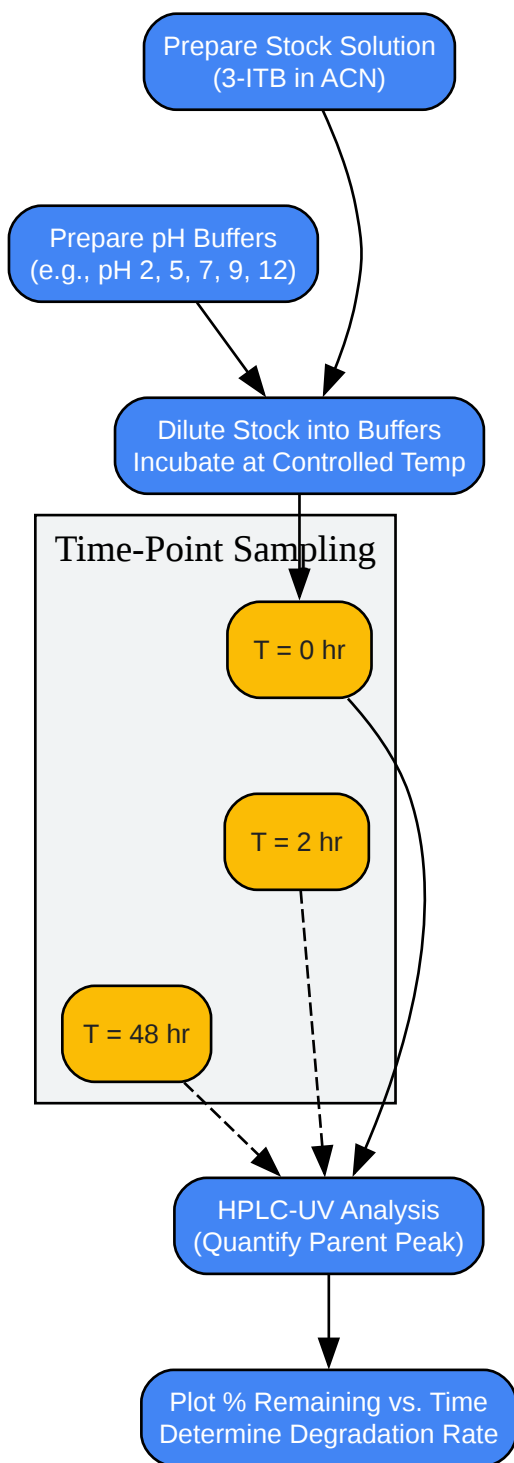 Prepare Stock Solution
(3-ITB in ACN)
Prepare pH Buffers
(e.g., pH 2, 5, 7, 9, 12)
Dilute Stock into Buffers
Incubate at Controlled Temp
Time-Point Sampling
T = 0 hr
T = 2 hr
T = 48 hr
HPLC-UV Analysis
(Quantify Parent Peak)
Plot % Remaining vs. Time
Determine Degradation Rate